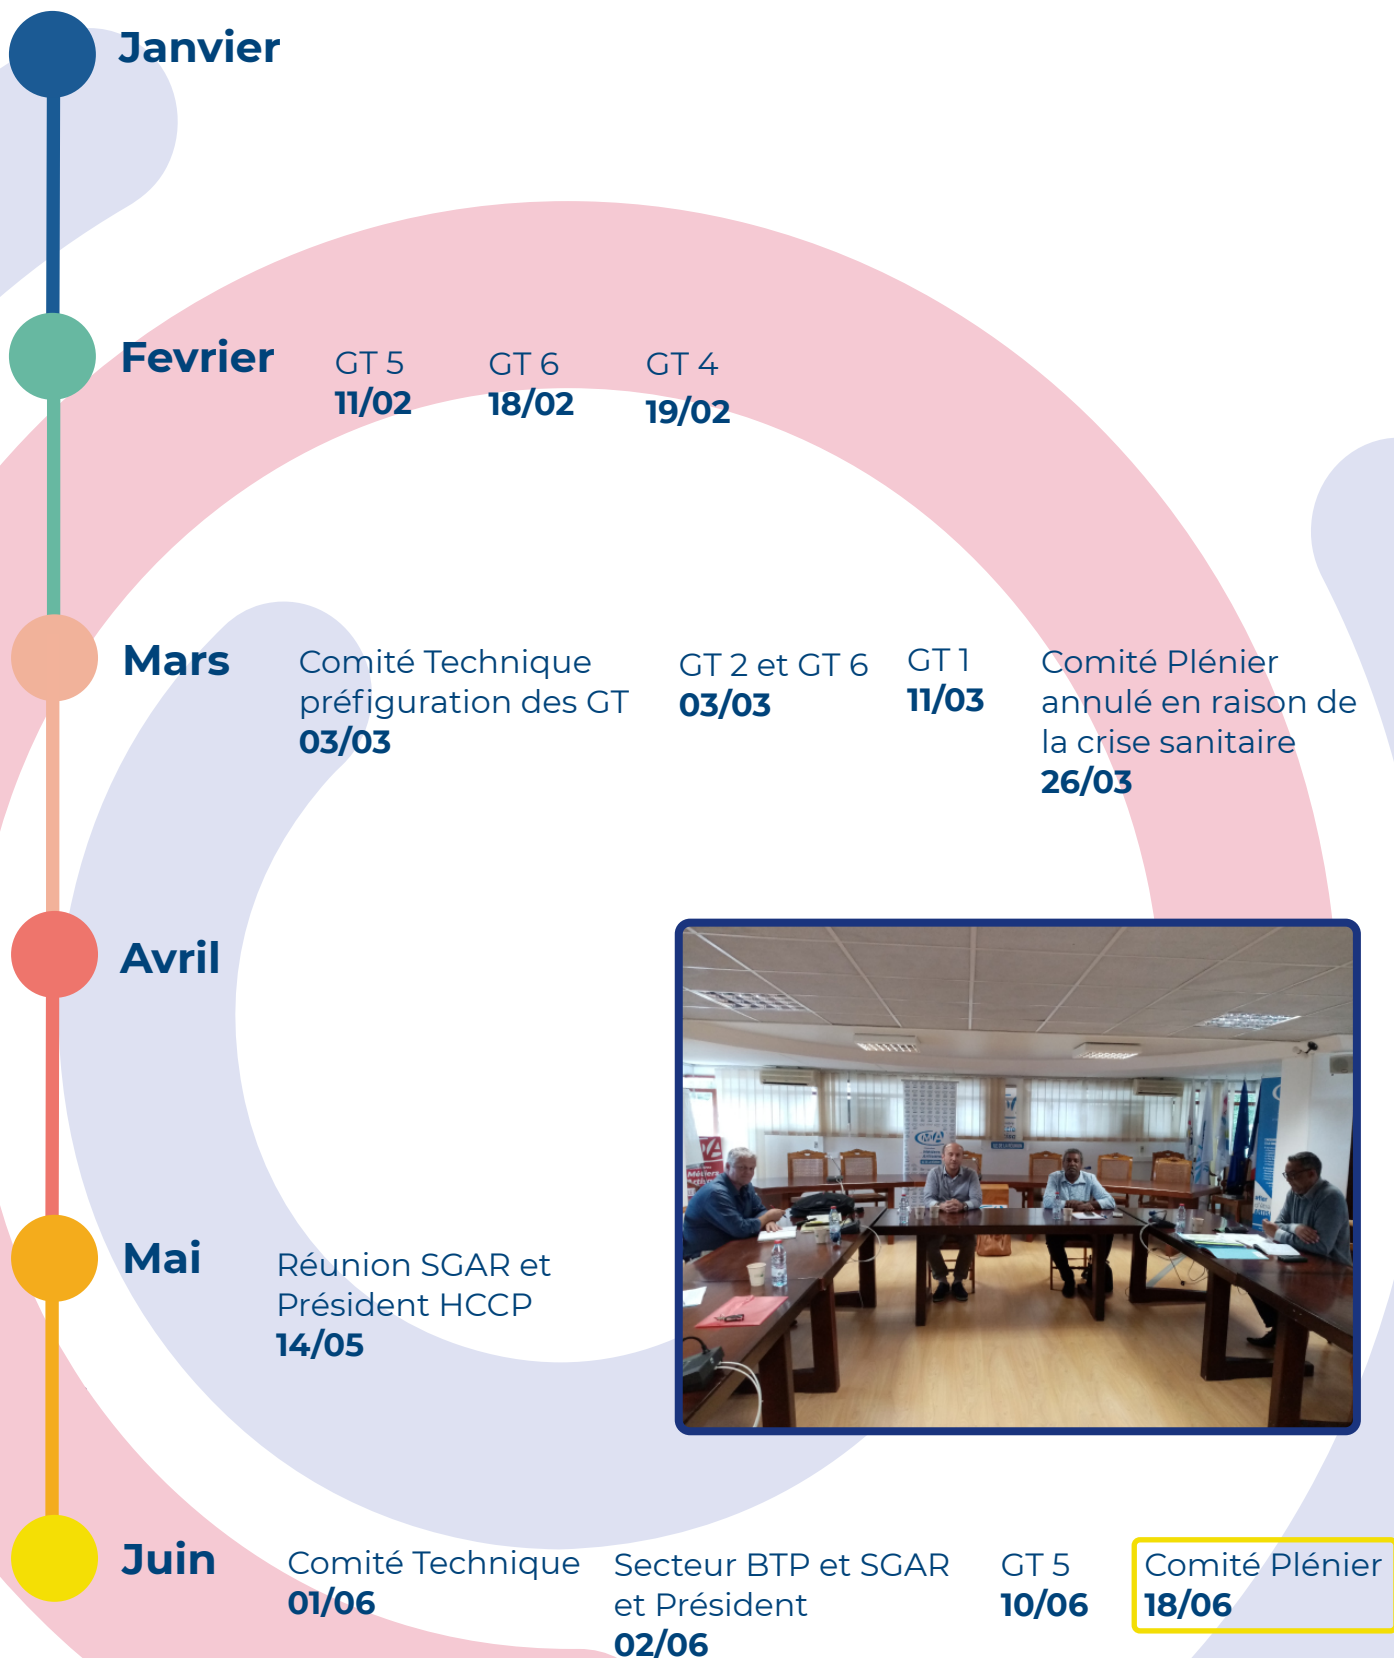 Janvier
Fevrier
GT 5
11/02
GT 6
18/02
GT 4
19/02
Mars
Comité Technique
préfiguration des GT
03/03
GT 2 et GT 6
03/03
GT 1
11/03
Comité Plénier
annulé en raison de
la crise sanitaire
26/03
Avril
Mai
Réunion SGAR et
Président HCCP
14/05
Juin
Comité Technique
01/06
Secteur BTP et SGAR
et Président
02/06
GT 5
10/06
Comité Plénier
18/06